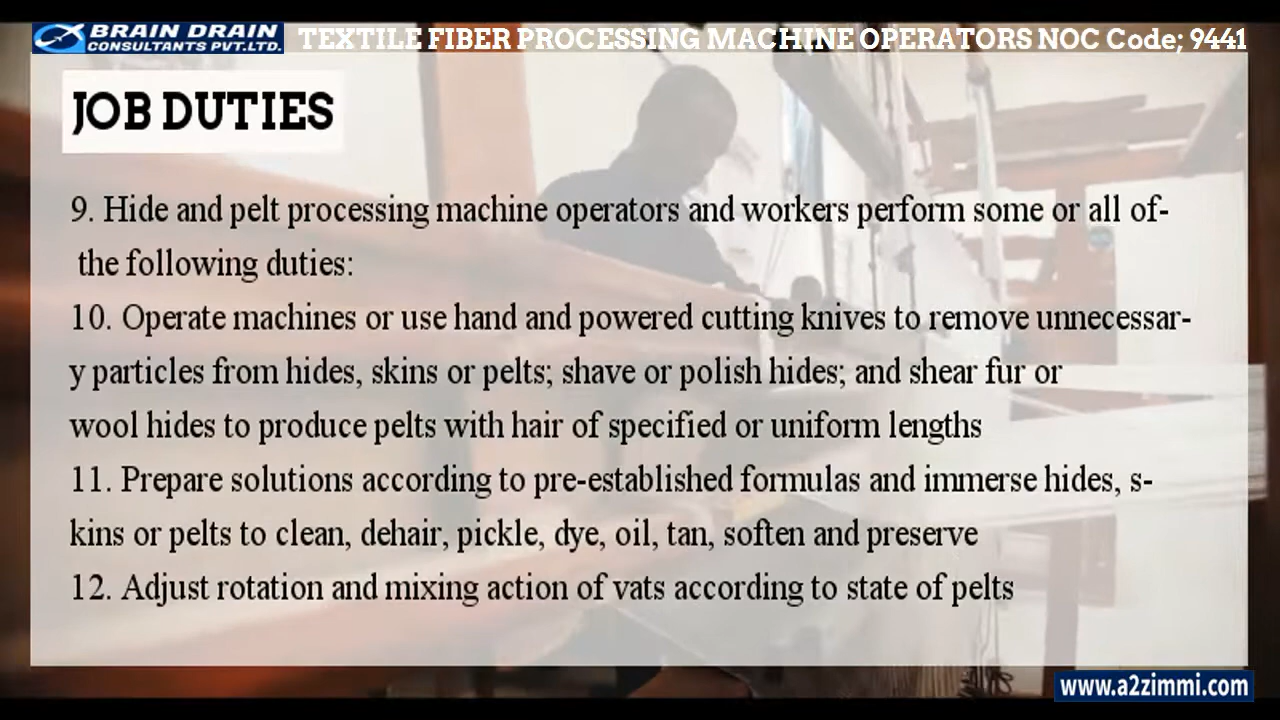 BRAIN DRAIN
CONSULTANTS PVT.LTD.
TEXTILE FIBER PROCESSING MACHINE OPERATORS NOC Code; 9441
JOB DUTIES
9. Hide and pelt processing machine operators and workers perform some or all of-
the following duties:
10. Operate machines or use hand and powered cutting knives to remove unnecessar-
y particles from hides, skins or pelts; shave or polish hides; and shear fur or
wool hides to produce pelts with hair of specified or uniform lengths
11. Prepare solutions according to pre-established formulas and immerse hides, s-
kins or pelts to clean, dehair, pickle, dye, oil, tan, soften and preserve
12. Adjust rotation and mixing action of vats according to state of pelts
www.a2zimmi.com